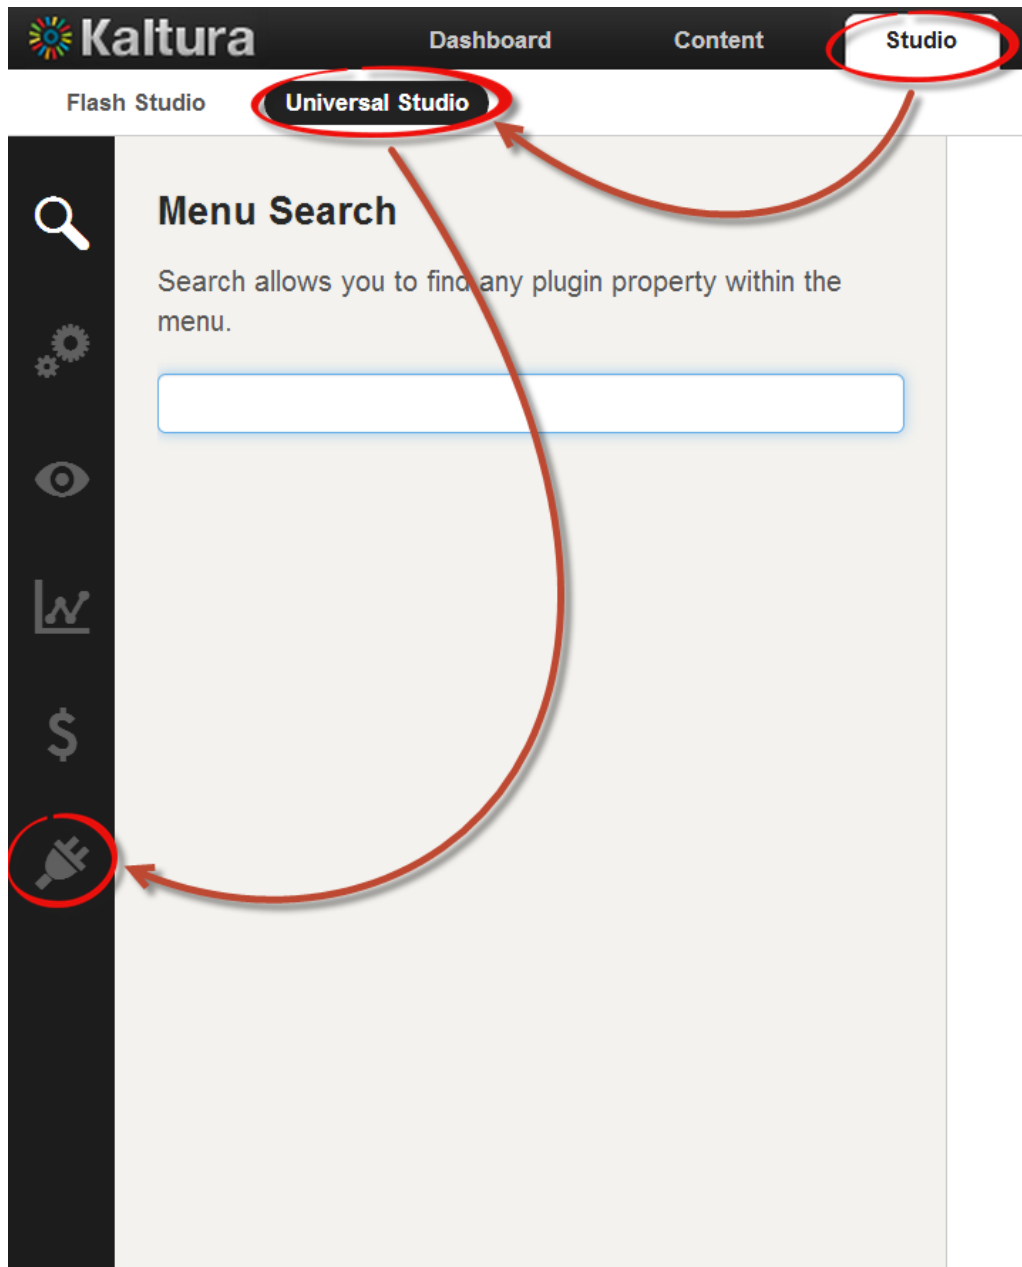 Kaltura Dashboard Content Studio
Flash Studio Universal Studio
Menu Search
Search allows you to find any plugin property within the
menu.